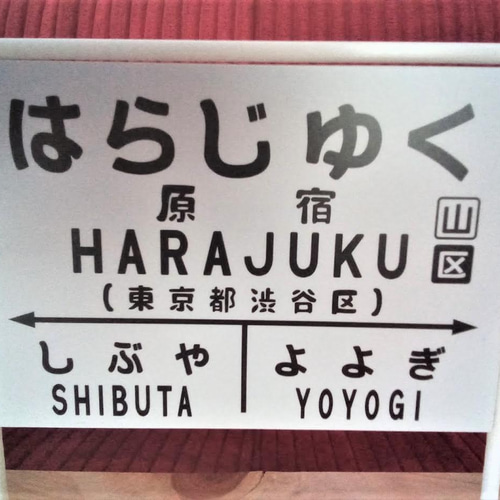 はらじゅく
原宿
山
HARAJUKU
区
(東京都渋谷区)
しぶや
よよぎ
SHIBUTA
YOYOGI